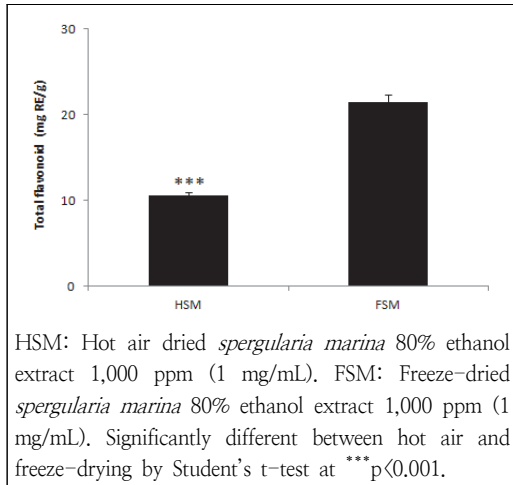 30
20
10
0
Total flavonoid (mg RE/g)
***
HSM
FSM
HSM: Hot air dried spergularia marina 80% ethanol
extract 1,000 ppm (1 mg/mL). FSM: Freeze-dried
spergularia marina 80% ethanol extract 1,000 ppm (1
mg/mL). Significantly different between hot air and
freeze-drying by Student's t-test at ***p<0.001.